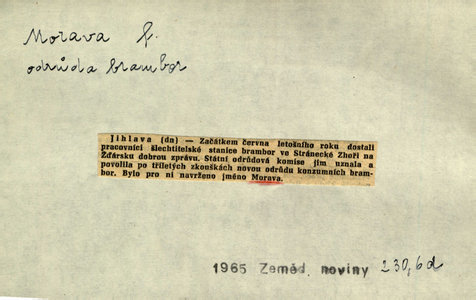 Morava f.
odrůda brambor
Jihlava (dn) — Začátkem června letošního roku dostali
pracovníci šlechtitelské stanice brambor ve Stránecké Zhoři na
Žďársku dobrou zprávu. Státní odrůdová komise jim uznala a
povolila po tříletých zkouškách novou odrůdu konzumních bram-
bor. Bylo pro ni navrženo jméno Morava.
1965 Zeměd. noviny 230,6d